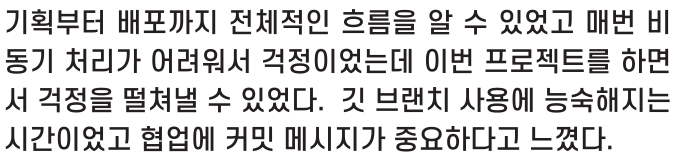 기획부터 배포까지 전체적인 흐름을 알 수 있었고 매번 비
동기 처리가 어려워서 걱정이었는데 이번 프로젝트를 하면
서 걱정을 떨쳐낼 수 있었다. 깃 브랜치 사용에 능숙해지는
시간이었고 협업에 커밋 메시지가 중요하다고 느꼈다.